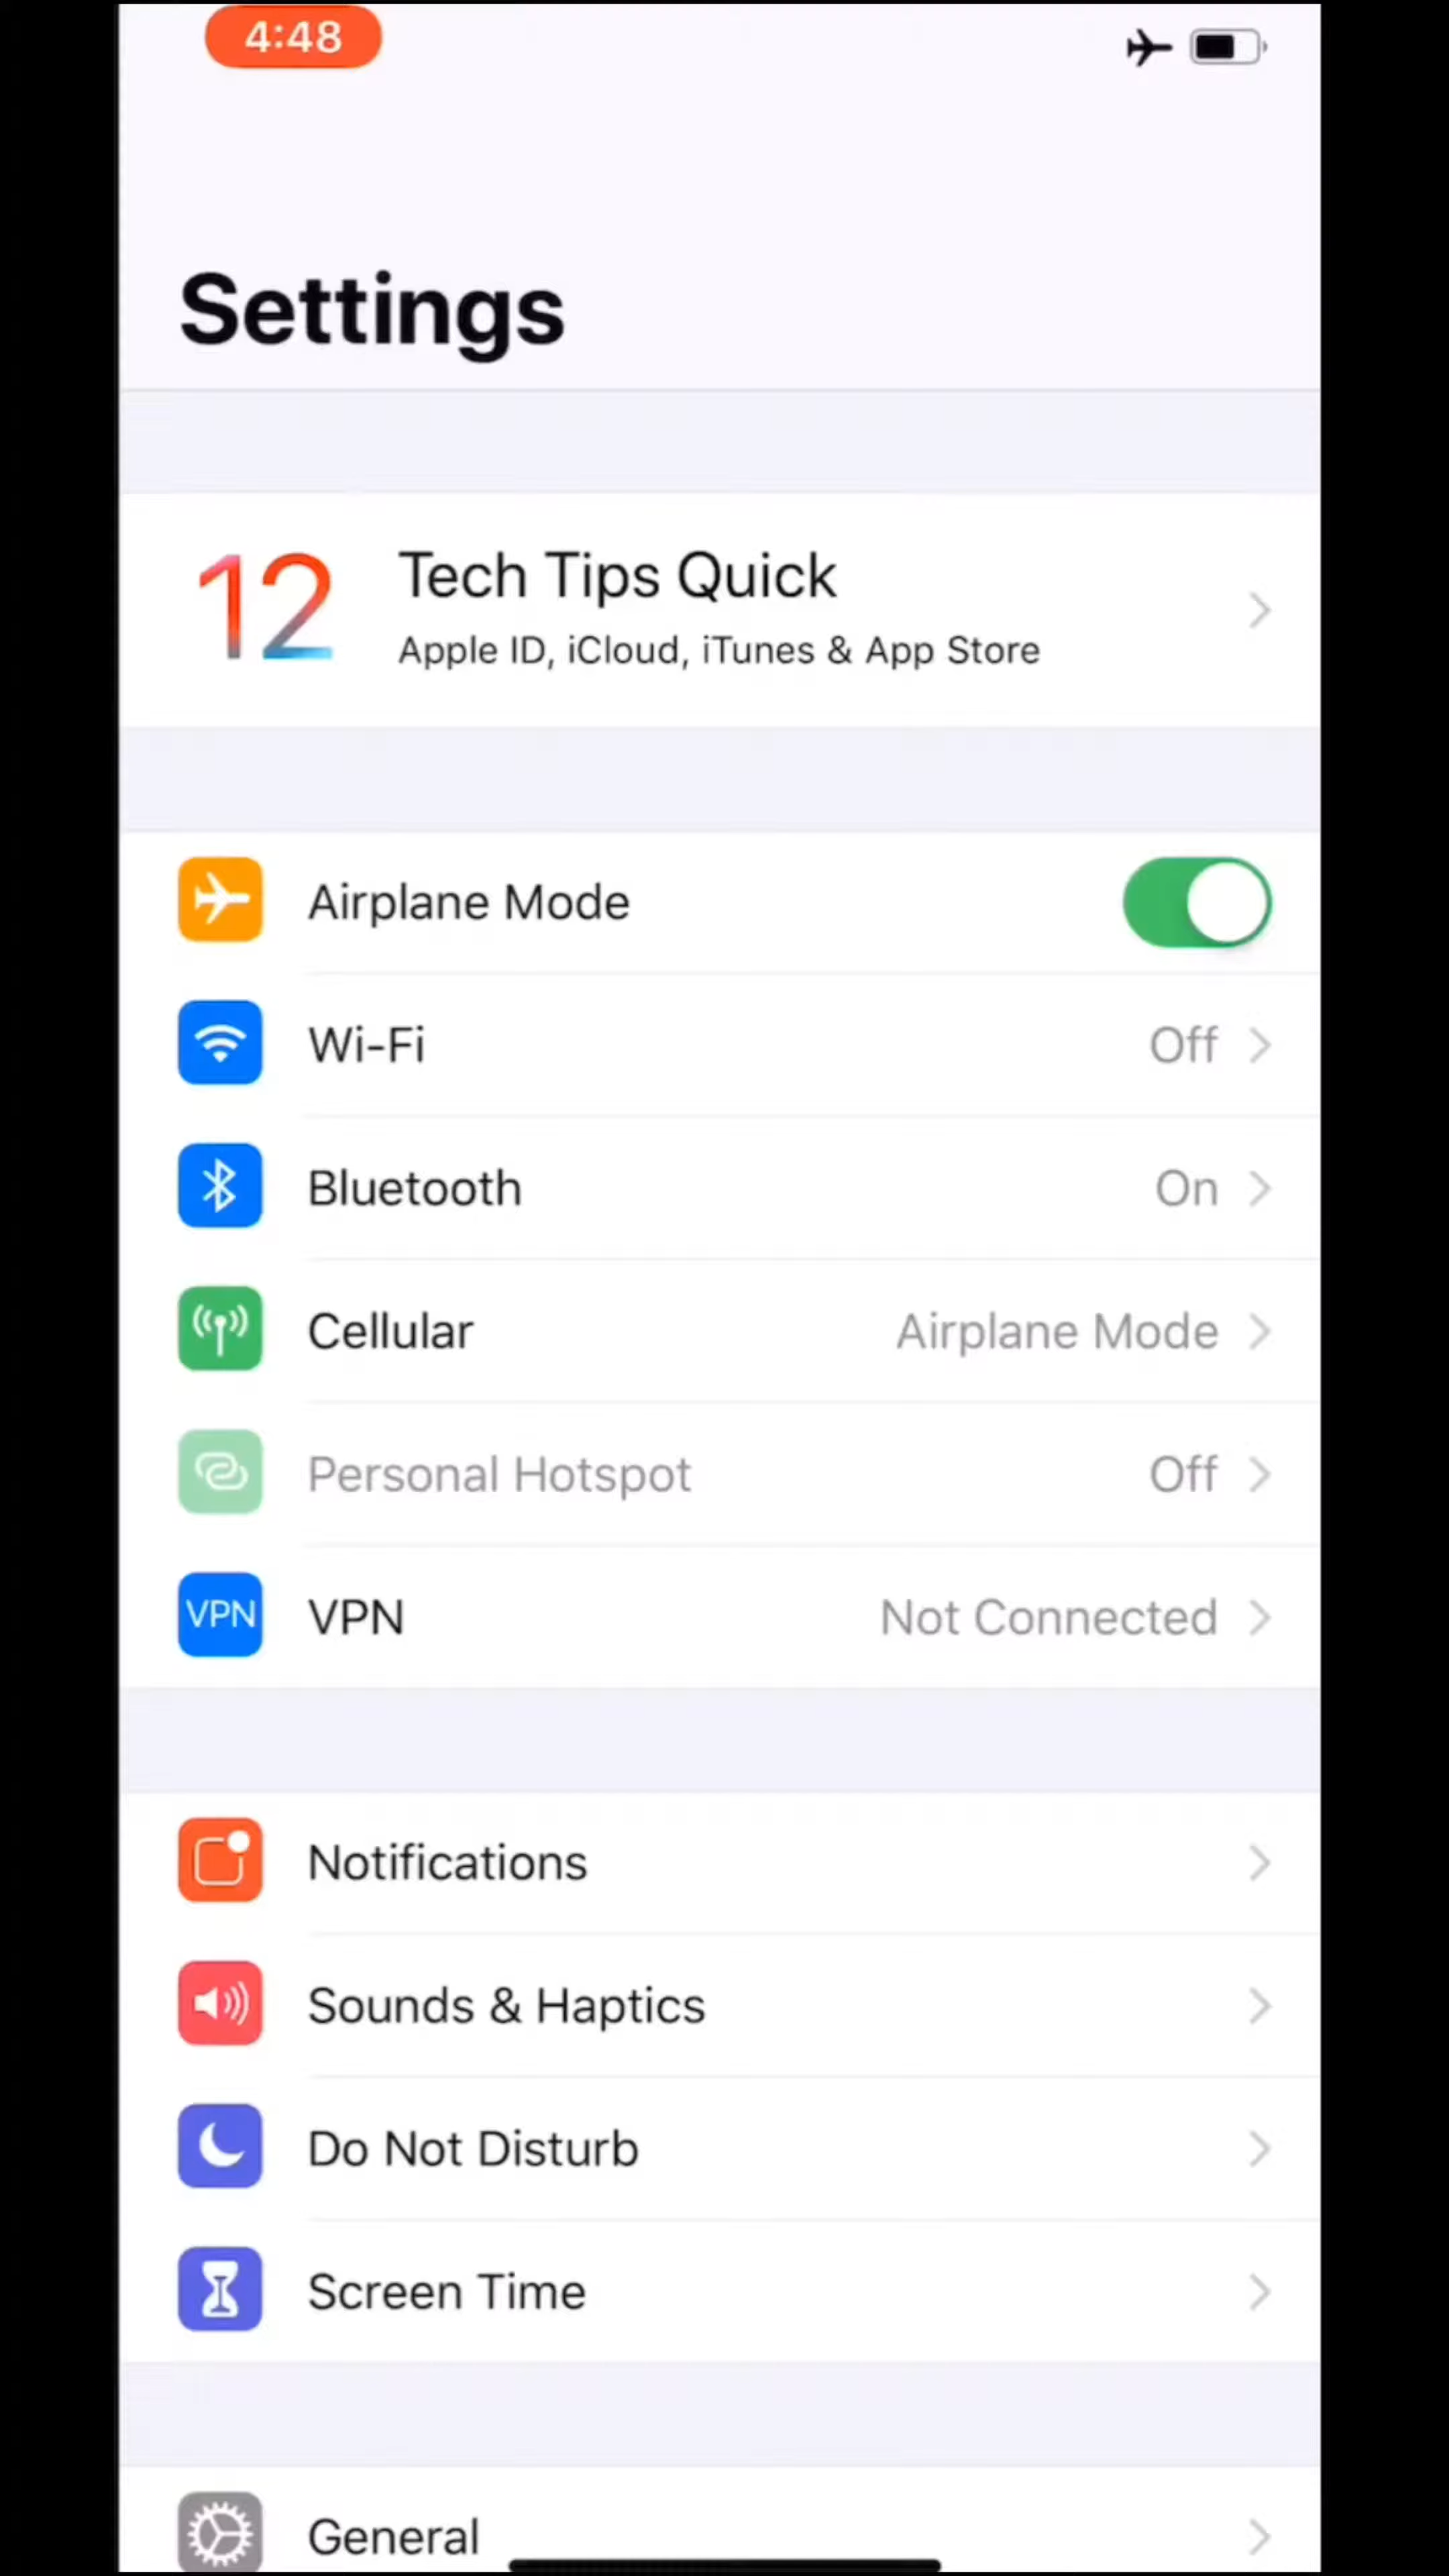 4:48
Settings
12
Tech Tips Quick
Apple ID, iCloud, iTunes & App Store
Airplane Mode
Wi-Fi Off
Bluetooth On
Cellular Airplane Mode
Personal Hotspot Off
VPN VPN Not Connected
Notifications
Sounds & Haptics
Do Not Disturb
Screen Time
General